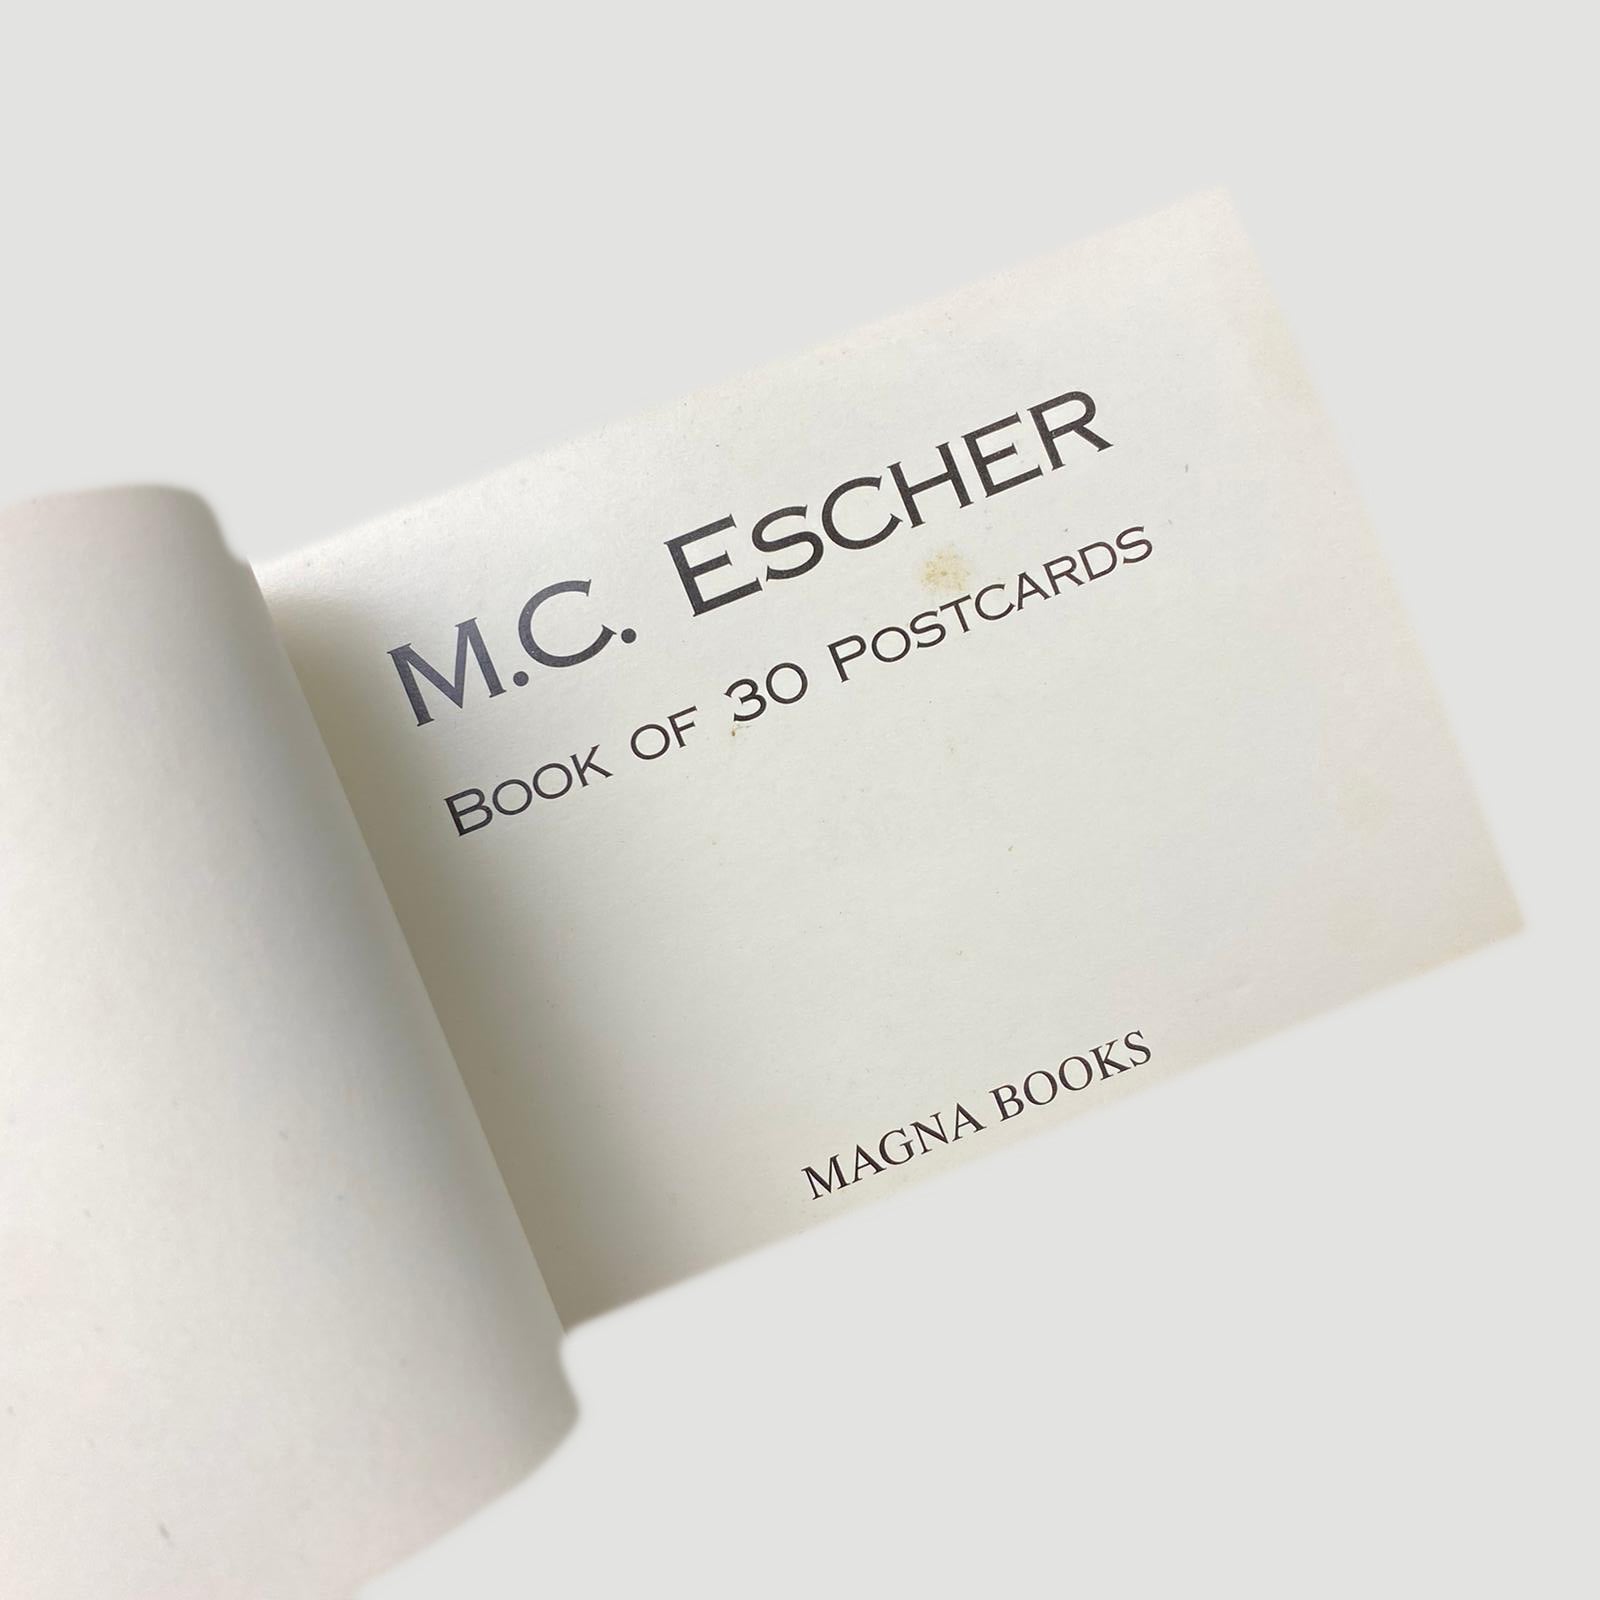 M.C. ESCHER
BOOK OF 30 POSTCARDS
MAGNA BOOKS